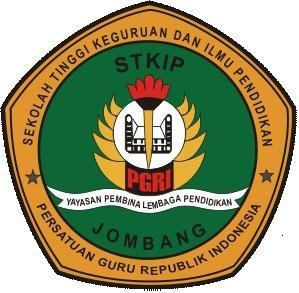 SEKOLAH TINGGI KEGURUAN DAN ILMU PENDIDIKAN
STKIP
PGRI
YAYASAN PEMBINA LEMBAGA PENDIDIKAN
JOMBANG
PERSATUAN GURU REPUBLIK INDONESIA